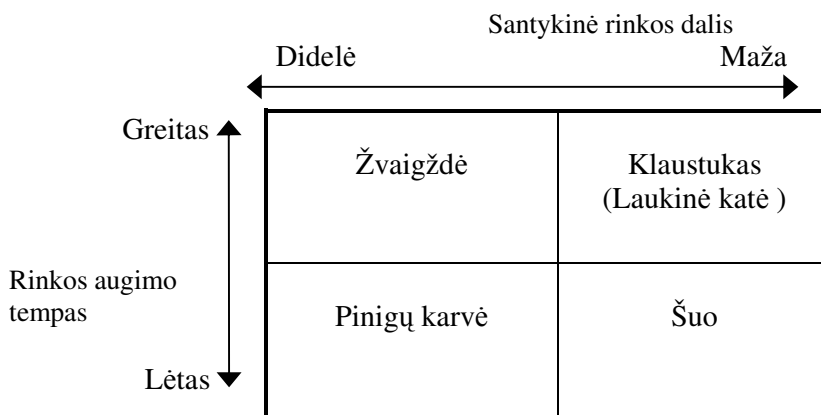 Santykinė rinkos dalis
Didelė Maža
Greitas
Žvaigždė Klaustukas
(Laukinė katė )
Rinkos augimo
tempas
Pinigų karvė Šuo
Lėtas